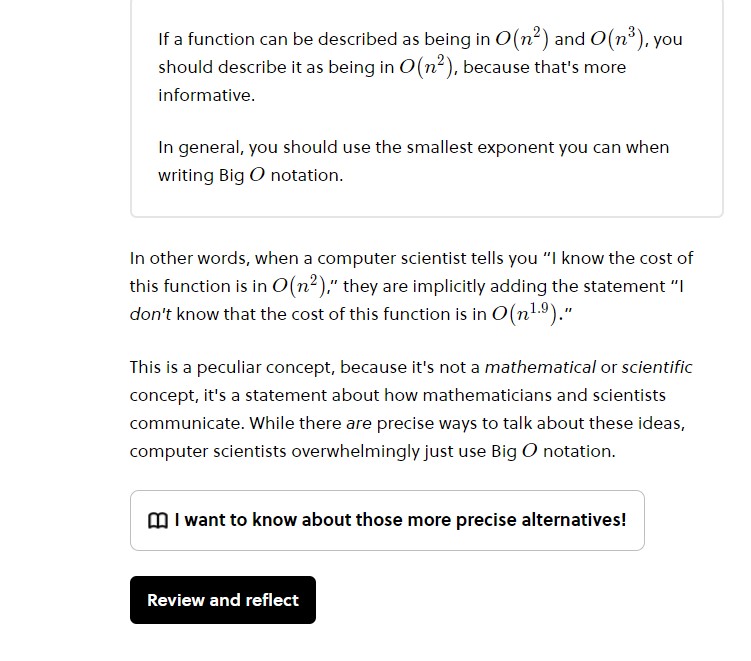 If a function can be described as being in O(n²) and O(n³), you
should describe it as being in O(n²), because that's more
informative.
In general, you should use the smallest exponent you can when
writing Big O notation.
In other words, when a computer scientist tells you "I know the cost of
this function is in O(n²)," they are implicitly adding the statement "I
don't know that the cost of this function is in O(n¹·⁹)."
This is a peculiar concept, because it's not a mathematical or scientific
concept, it's a statement about how mathematicians and scientists
communicate. While there are precise ways to talk about these ideas,
computer scientists overwhelmingly just use Big O notation.
I want to know about those more precise alternatives!
Review and reflect